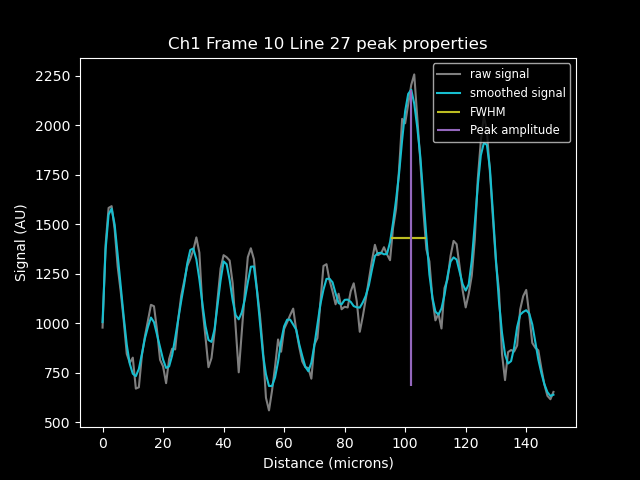 Ch1 Frame 10 Line 27 peak properties
raw signal
smoothed signal
FWHM
Peak amplitude
Signal (AU)
2250
2000
1750
1500
1250
1000
750
500
0 20 40 60 80 100 120 140
Distance (microns)